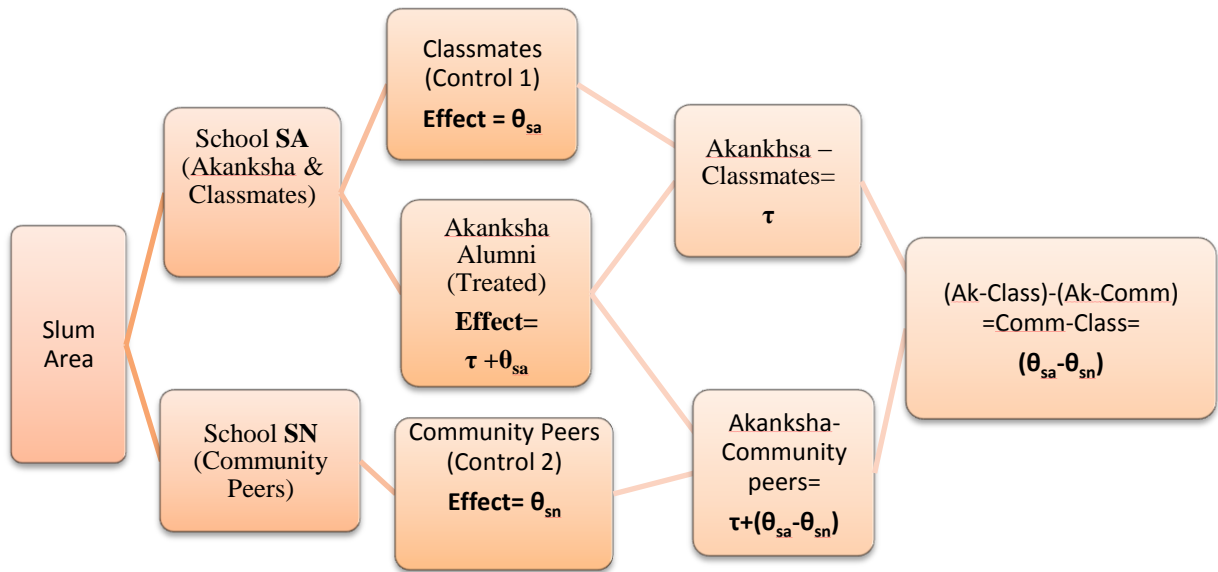 Slum
Area
School SA
(Akanksha &
Classmates)
School SN
(Community
Peers)
Classmates
(Control 1)
Effect = θsa
Akanksha
Alumni
(Treated)
Effect=
τ +θsa
Community Peers
(Control 2)
Effect= θsn
Akankhsa –
Classmates=
τ
Akanksha-
Community
peers=
τ+(θsa-θsn)
(Ak-Class)-(Ak-Comm)
=Comm-Class=
(θsa-θsn)